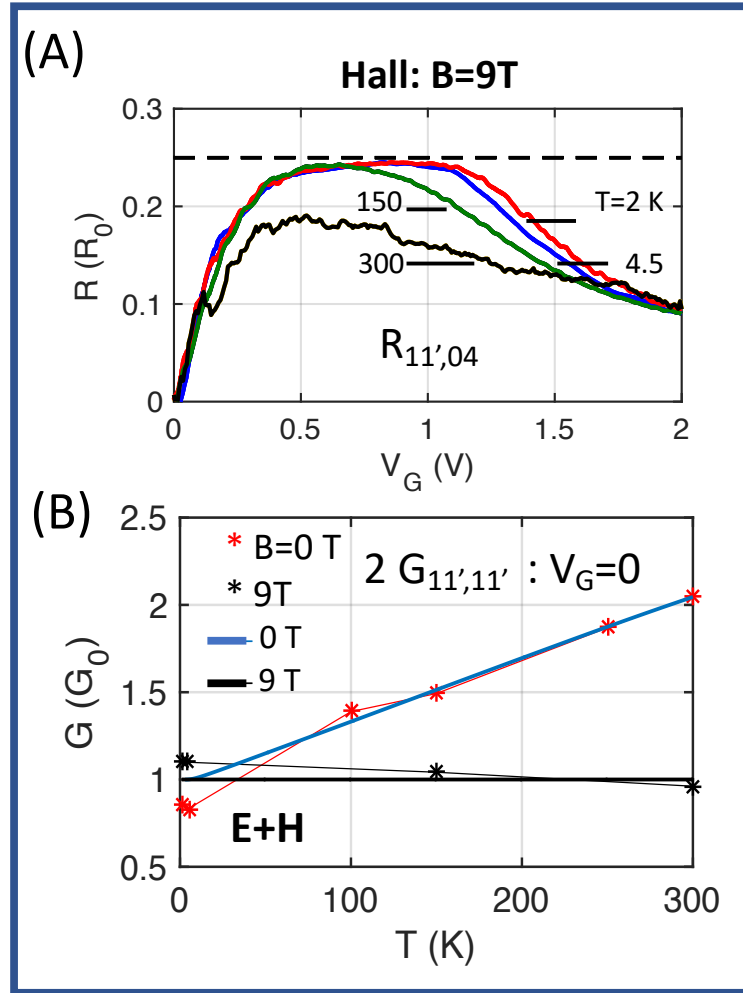 (A)
Hall: B=9T
R (R₀)
0.3
0.2
0.1
0
150
T=2 K
300
4.5
R₁₁',₀₄
0
0.5
1
1.5
2
V_G (V)
(B)
G (G₀)
2.5
2
1.5
1
0.5
B=0 T
9T
0 T
9 T
2 G₁₁',₁₁' : V_G=0
E+H
0
100
200
300
T (K)